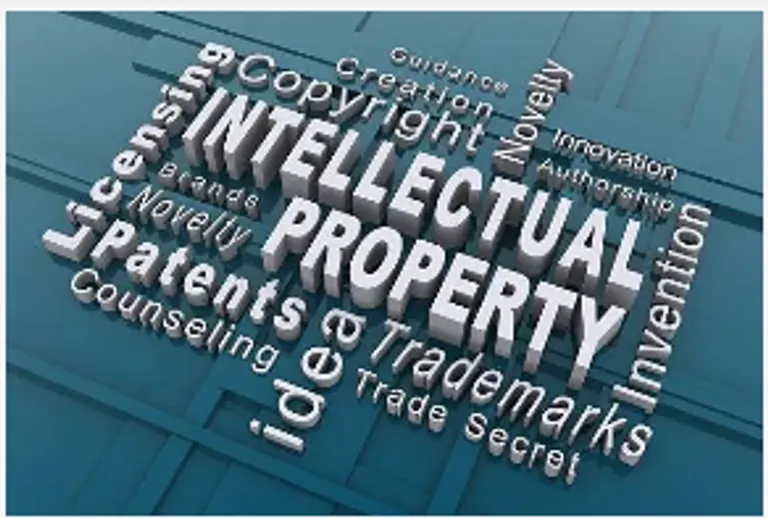 Guidance
Creation
Copyright
Licensing
Novelty
Innovation
Authorship
INTELLECTUAL
PROPERTY
Brands
Novelty
Patents
Counseling
idea
Invention
Trademarks
Trade Secret